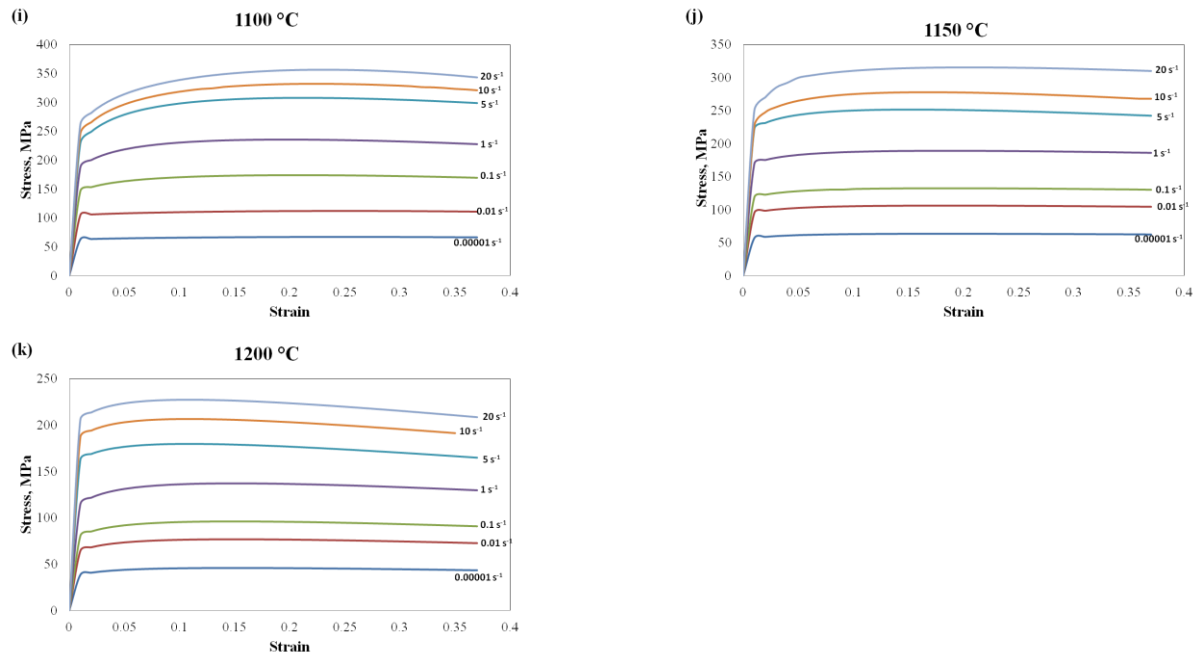 (i)
1100 °C
400
350
300
250
200
150
100
50
0
Stress, MPa
0 0.05 0.1 0.15 0.2 0.25 0.3 0.35 0.4
Strain
20 s⁻¹
10 s⁻¹
5 s⁻¹
1 s⁻¹
0.1 s⁻¹
0.01 s⁻¹
0.00001 s⁻¹
(j)
1150 °C
350
300
250
200
150
100
50
0
Stress, MPa
0 0.05 0.1 0.15 0.2 0.25 0.3 0.35 0.4
Strain
20 s⁻¹
10 s⁻¹
5 s⁻¹
1 s⁻¹
0.1 s⁻¹
0.01 s⁻¹
0.00001 s⁻¹
(k)
1200 °C
250
200
150
100
50
0
Stress, MPa
0 0.05 0.1 0.15 0.2 0.25 0.3 0.35 0.4
Strain
20 s⁻¹
10 s⁻¹
5 s⁻¹
1 s⁻¹
0.1 s⁻¹
0.01 s⁻¹
0.00001 s⁻¹